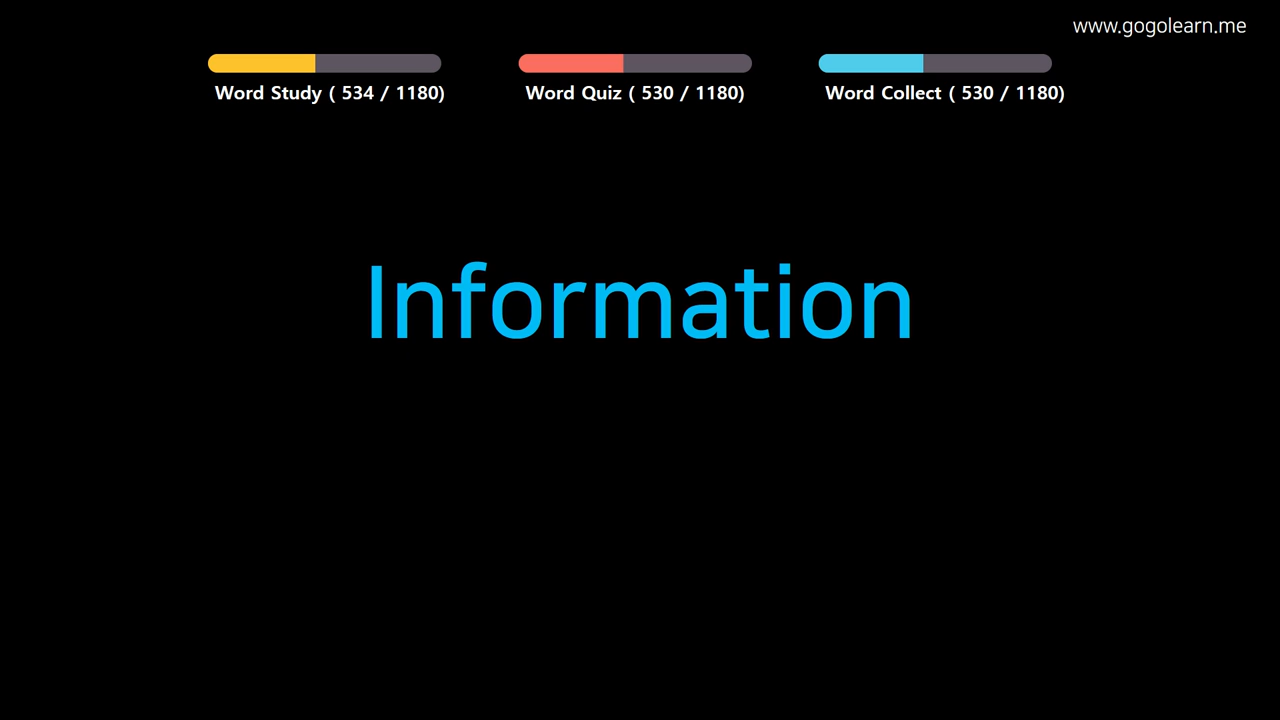 www.gogolearn.me
Word Study ( 534 / 1180)
Word Quiz ( 530 / 1180)
Word Collect ( 530 / 1180)
Information